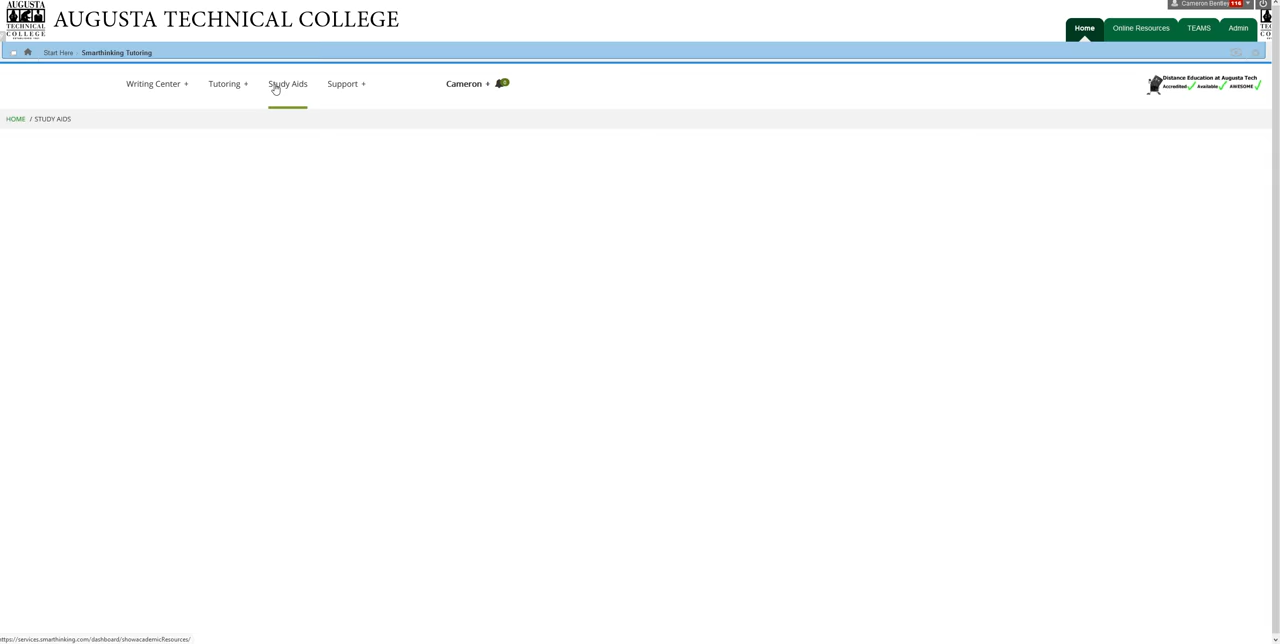 AUGUSTA
TECHNICAL
COLLEGE
AUGUSTA TECHNICAL COLLEGE
Cameron Bentley 116
Home Online Resources TEAMS Admin
Start Here Smarthinking Tutoring
Writing Center + Tutoring + Study Aids Support + Cameron + 0
Distance Education at Augusta Tech
Accredited Available AWESOME
HOME / STUDY AIDS
ttps://services.smarthinking.com/dashboard/showacademicResources/